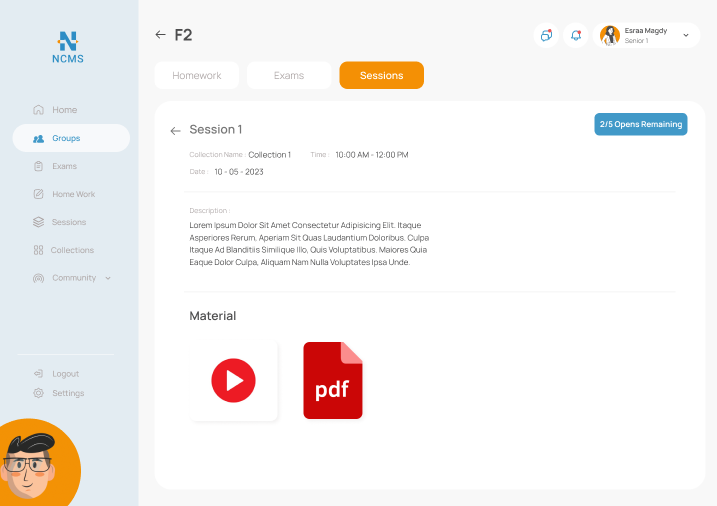 NCMS
Home
Groups
Exams
Home Work
Sessions
Collections
Community
Logout
Settings
F2
Esraa Magdy
Senior 1
Homework
Exams
Sessions
Session 1
2/5 Opens Remaining
Collection Name : Collection 1 Time : 10:00 AM - 12:00 PM
Date : 10 - 05 - 2023
Description :
Lorem Ipsum Dolor Sit Amet Consectetur Adipisicing Elit. Itaque
Asperiores Rerum, Aperiam Sit Quas Laudantium Doloribus. Culpa
Itaque Ad Blanditiis Similique Illo, Quis Voluptatibus. Maiores Quia
Eaque Dolor Culpa, Aliquam Nam Nulla Voluptates Ipsa Unde.
Material
pdf